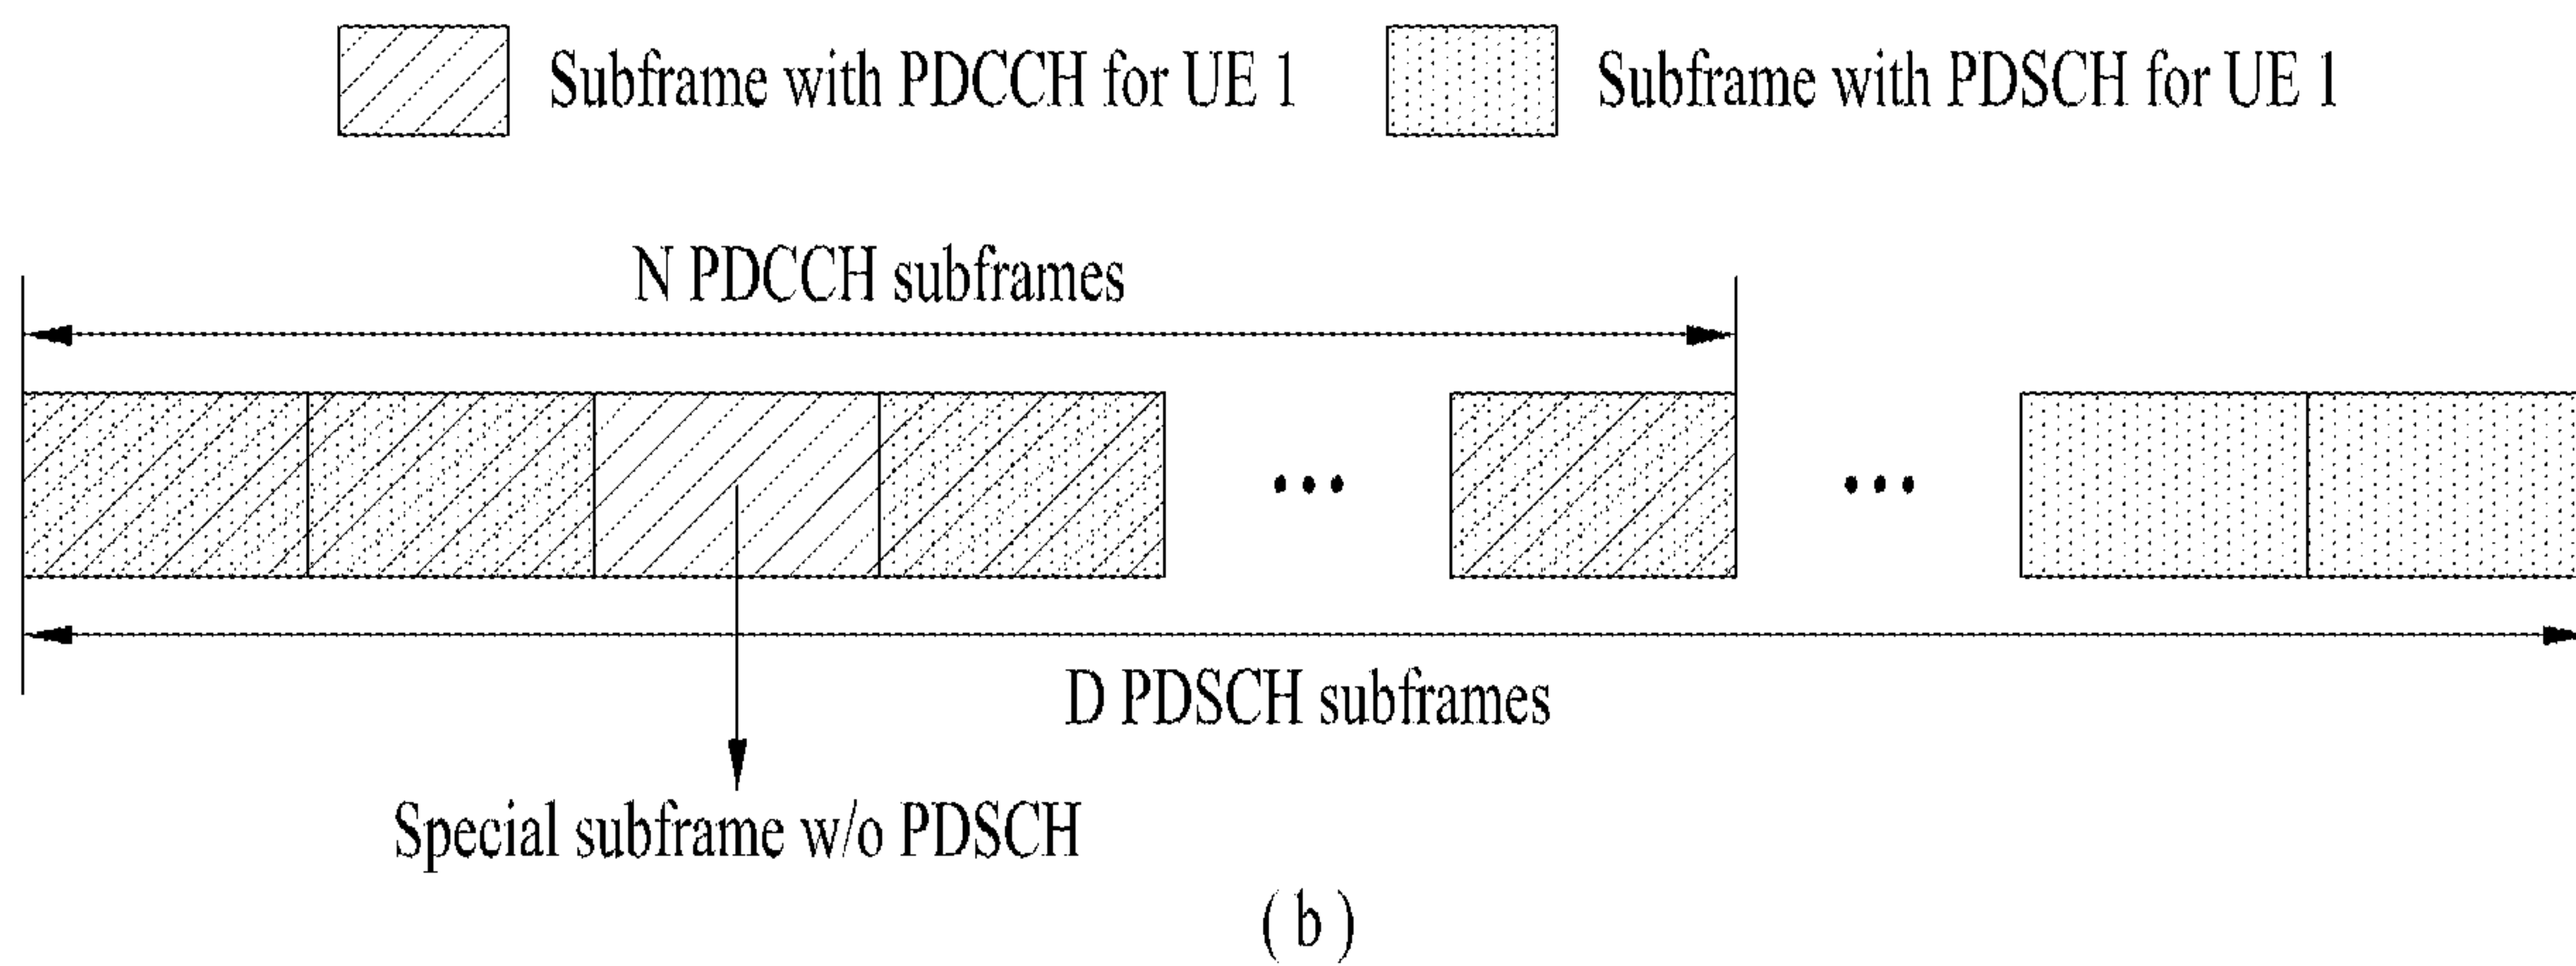 Subframe with PDCCH for UE 1 Subframe with PDSCH for UE 1
N PDCCH subframes
...
...
D PDSCH subframes
Special subframe w/o PDSCH
( b )